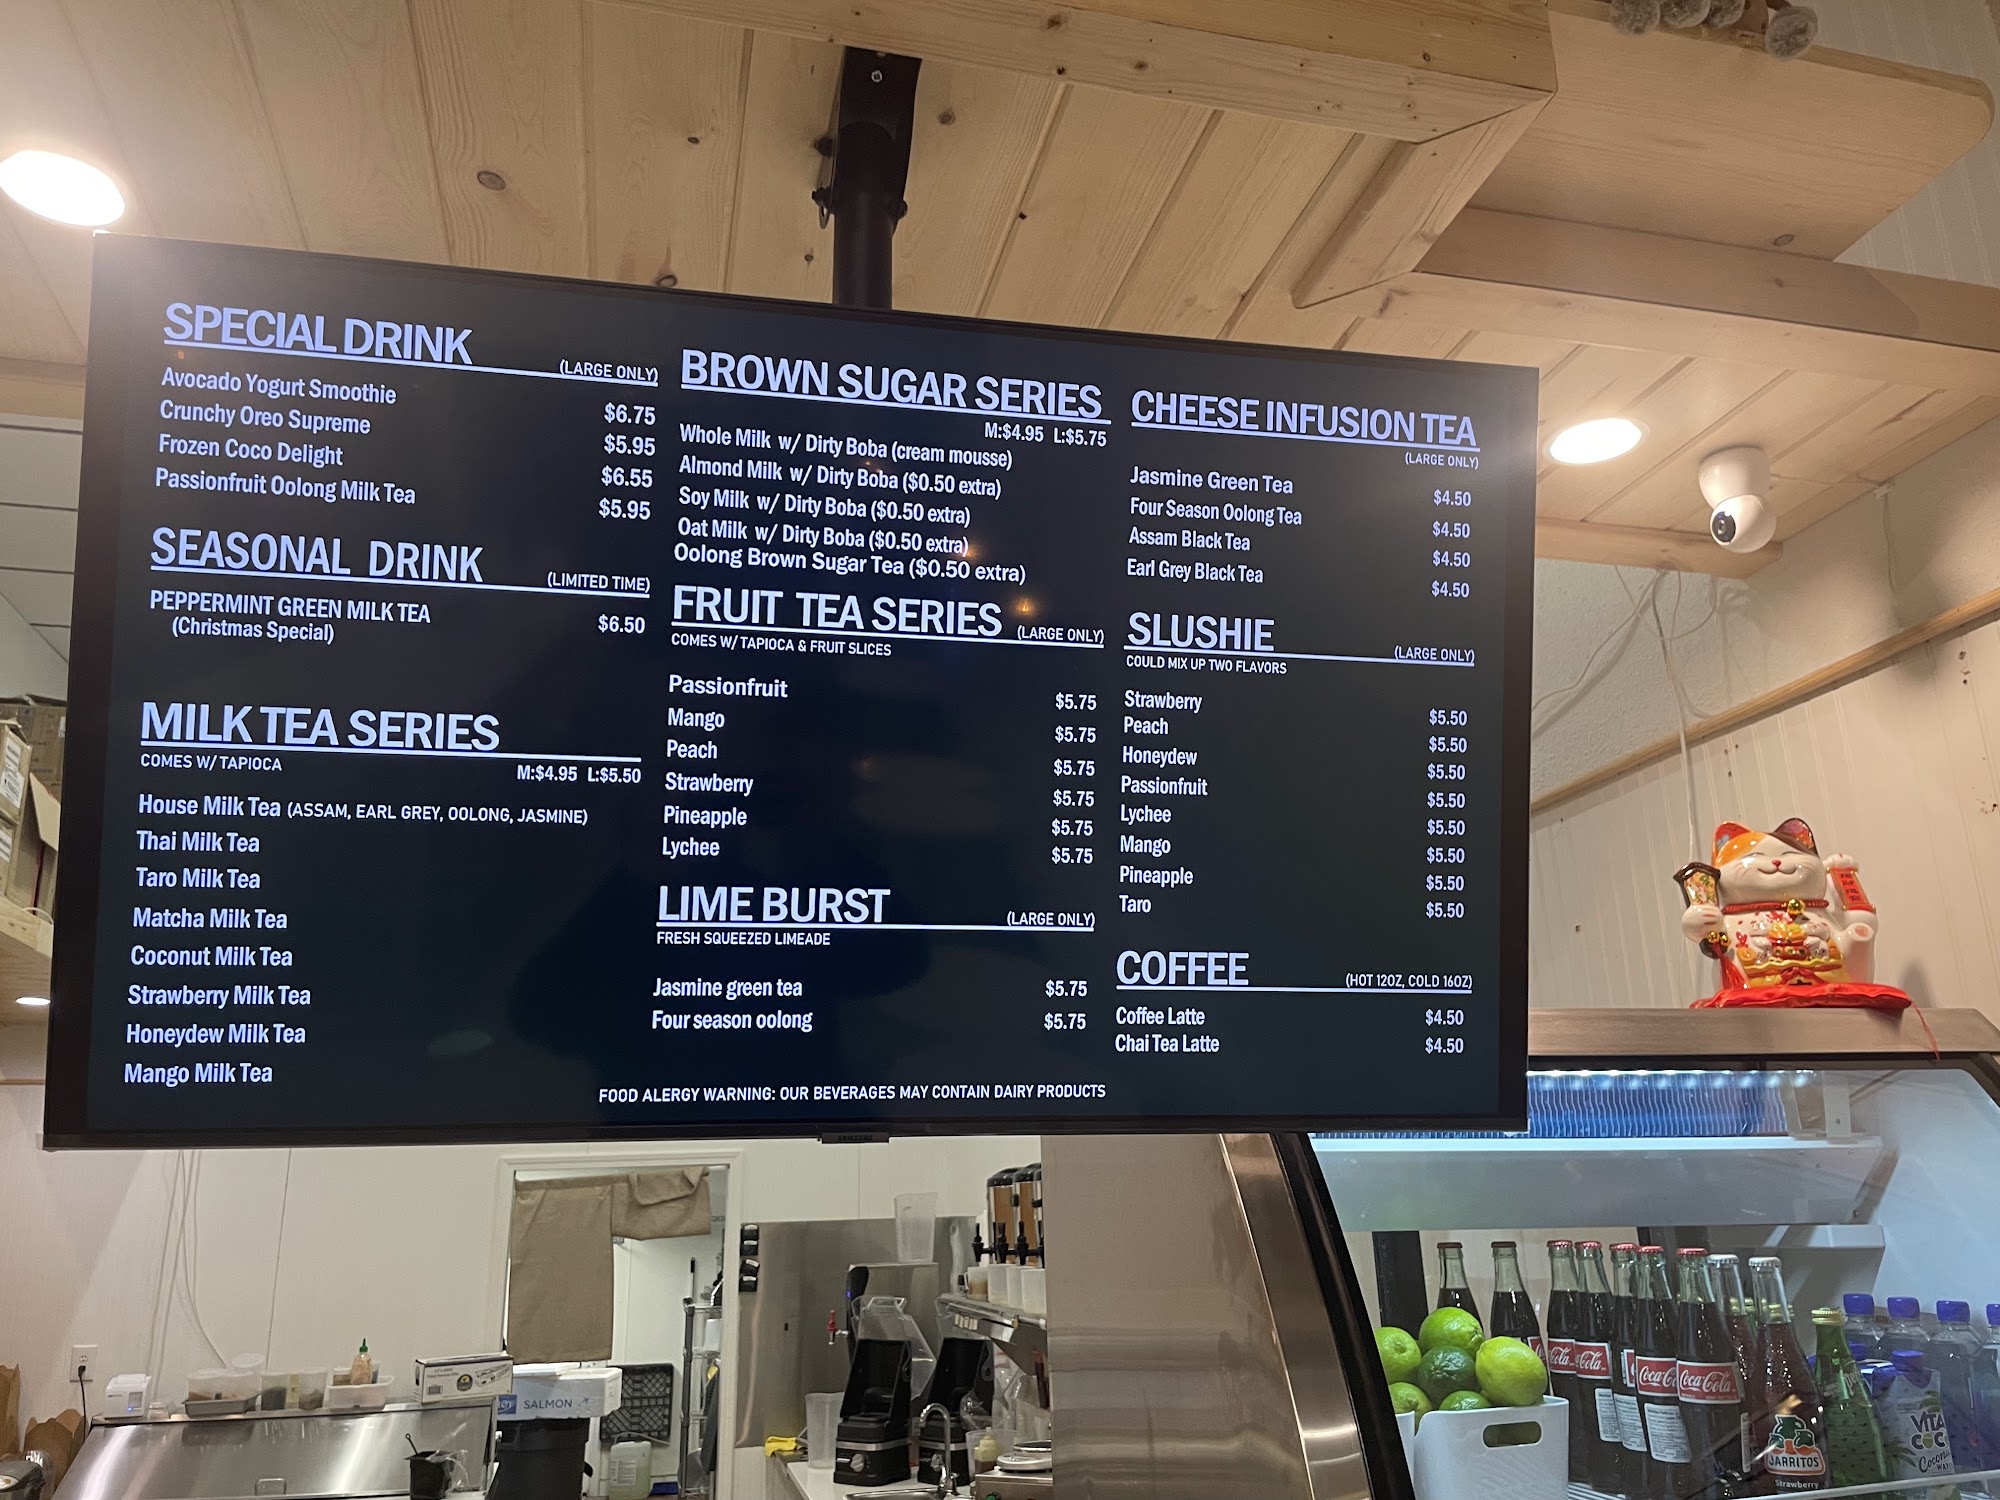 SPECIAL DRINK
(LARGE ONLY)
Avocado Yogurt Smoothie $6.75
Crunchy Oreo Supreme $5.95
Frozen Coco Delight $6.55
Passionfruit Oolong Milk Tea $5.95
SEASONAL DRINK
(LIMITED TIME)
PEPPERMINT GREEN MILK TEA $6.50
(Christmas Special)
MILK TEA SERIES
COMES W/ TAPIOCA M:$4.95 L:$5.50
House Milk Tea (ASSAM, EARL GREY, OOLONG, JASMINE)
Thai Milk Tea
Taro Milk Tea
Matcha Milk Tea
Coconut Milk Tea
Strawberry Milk Tea
Honeydew Milk Tea
Mango Milk Tea
BROWN SUGAR SERIES
M:$4.95 L:$5.75
Whole Milk w/ Dirty Boba (cream mousse)
Almond Milk w/ Dirty Boba ($0.50 extra)
Soy Milk w/ Dirty Boba ($0.50 extra)
Oat Milk w/ Dirty Boba ($0.50 extra)
Oolong Brown Sugar Tea ($0.50 extra)
FRUIT TEA SERIES (LARGE ONLY)
COMES W/ TAPIOCA & FRUIT SLICES
Passionfruit $5.75
Mango $5.75
Peach $5.75
Strawberry $5.75
Pineapple $5.75
Lychee $5.75
LIME BURST (LARGE ONLY)
FRESH SQUEEZED LIMEADE
Jasmine green tea $5.75
Four season oolong $5.75
CHEESE INFUSION TEA
(LARGE ONLY)
Jasmine Green Tea $4.50
Four Season Oolong Tea $4.50
Assam Black Tea $4.50
Earl Grey Black Tea $4.50
SLUSHIE (LARGE ONLY)
COULD MIX UP TWO FLAVORS
Strawberry $5.50
Peach $5.50
Honeydew $5.50
Passionfruit $5.50
Lychee $5.50
Mango $5.50
Pineapple $5.50
Taro $5.50
COFFEE (HOT 12OZ, COLD 16OZ)
Coffee Latte $4.50
Chai Tea Latte $4.50
FOOD ALERGY WARNING: OUR BEVERAGES MAY CONTAIN DAIRY PRODUCTS
SAMSUNG
SALMON
Coca-Cola
Coca-Cola
JARRITOS
Strawberry
VITA
COCO
Coconut